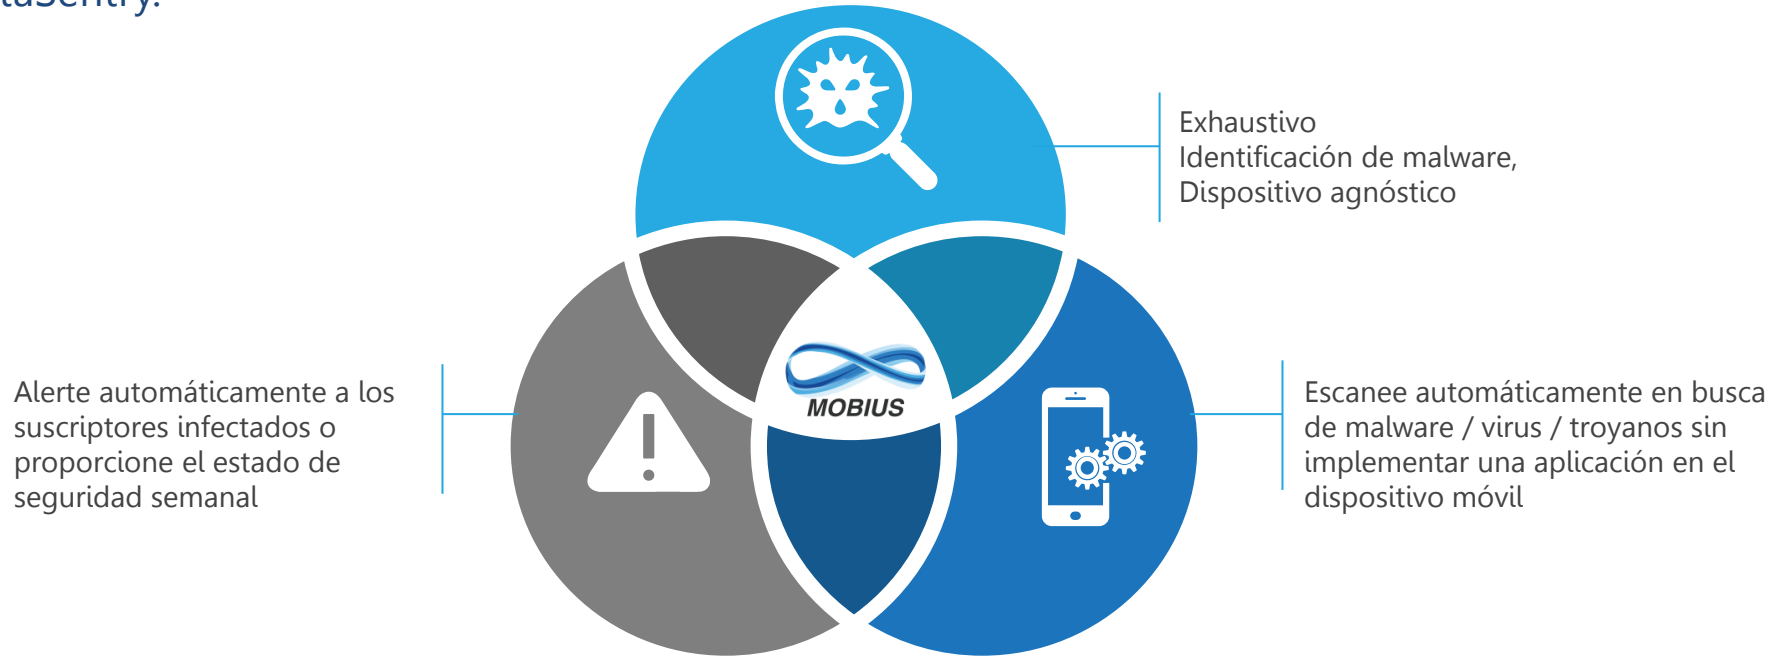 Exhaustivo
Identificación de malware,
Dispositivo agnóstico
MOBIUS
Alerte automáticamente a los
suscriptores infectados o
proporcione el estado de
seguridad semanal
Escanee automáticamente en busca
de malware / virus / troyanos sin
implementar una aplicación en el
dispositivo móvil